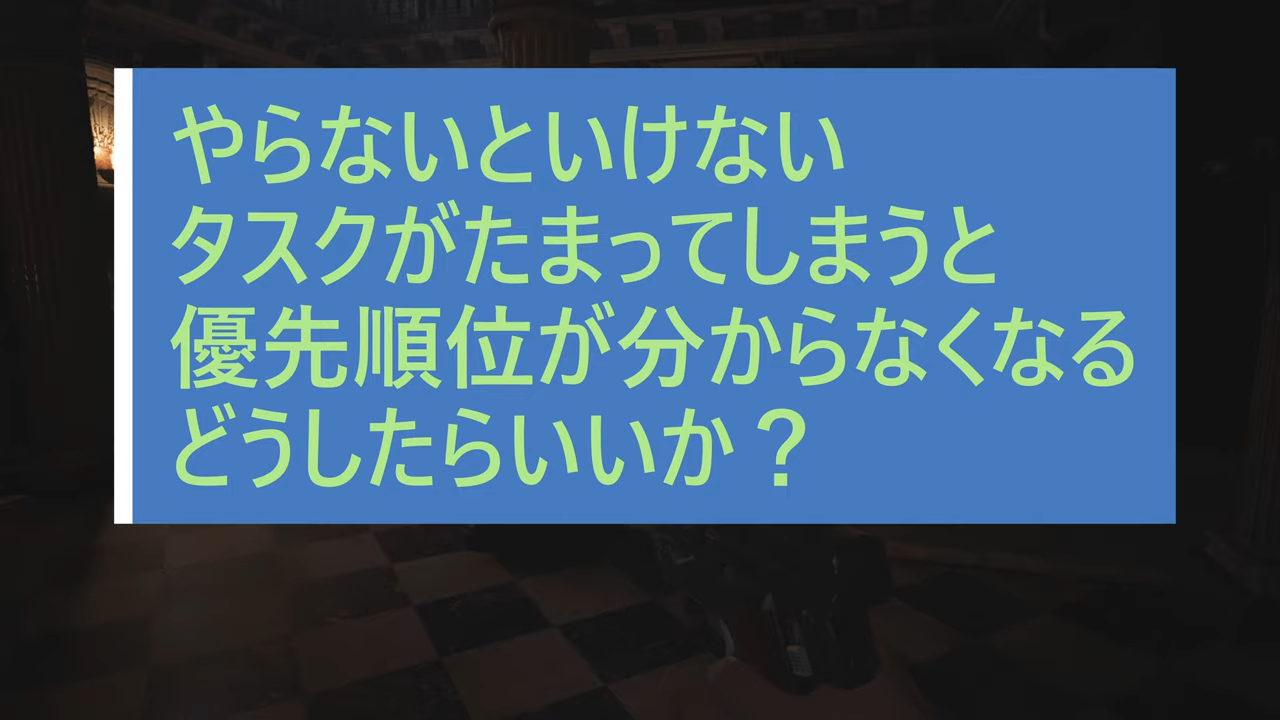 やらないといけない
タスクがたまってしまうと
優先順位が分からなくなる
どうしたらいいか？